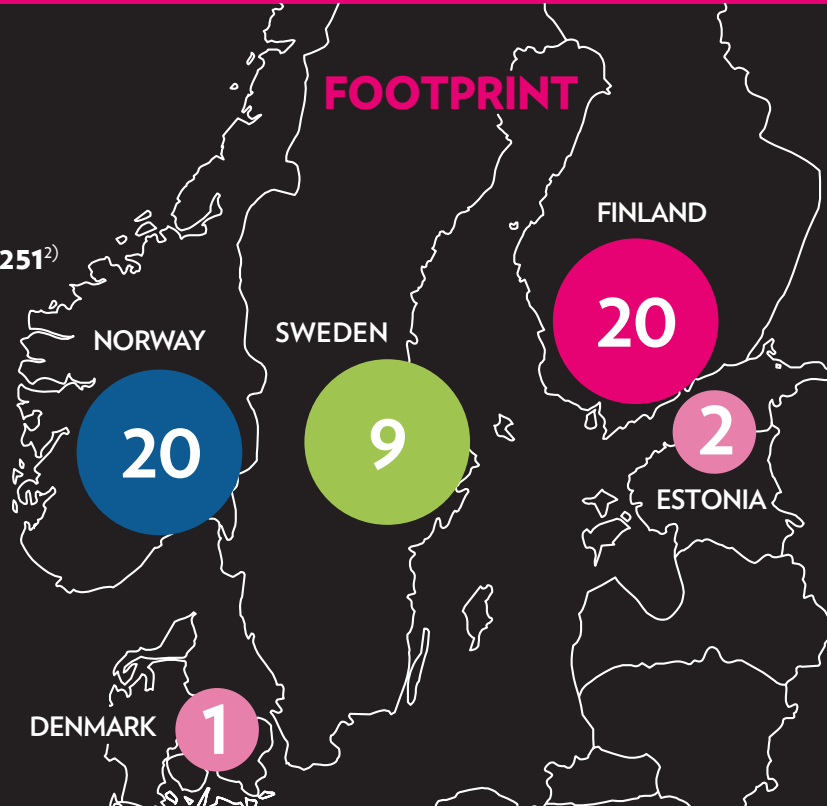 FOOTPRINT
FINLAND
20
251²⁾
NORWAY
20
SWEDEN
9
2
ESTONIA
DENMARK
1